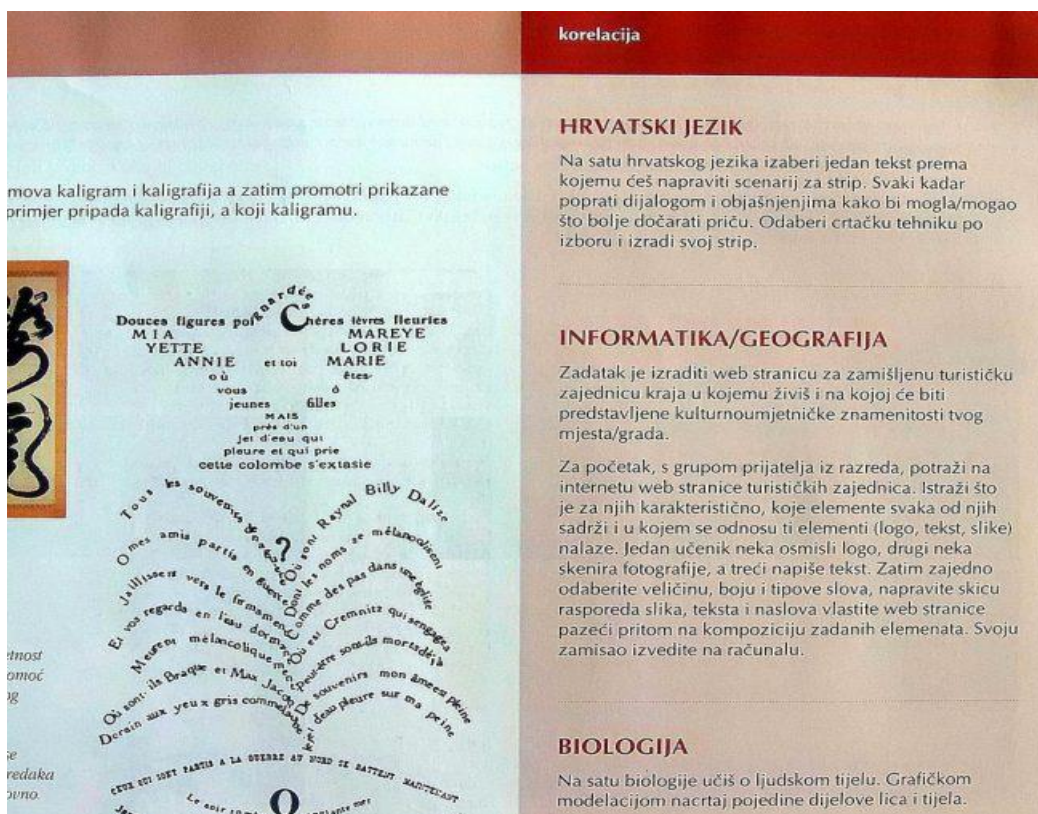 korelacija
mova kaligram i kaligrafija a zatim promotri prikazane
primjer pripada kaligrafiji, a koji kaligramu.
Douces figures poignardées Chères lèvres fleuries
MIA MAREYE
YETTE LORIE
ANNIE et toi MARIE
où êtes-
vous ô
jeunes filles
MAIS
près d'un
jet d'eau qui
pleure et qui prie
cette colombe s'extasie
Tous les souvenirs de
? Où sont Raynal Billy Dalize
O mes amis partis en guerre
Dont les noms se mélancolisent
Jaillissent vers le firmament
Comme des pas dans une église
Et vos regards en l'eau dormant
Où est Cremnitz qui s'engagea
Meurent mélancoliquement
Peut-être sont-ils morts déjà
Où sont-ils Braque et Max Jacob
De souvenirs mon âme est pleine
Derain aux yeux gris comme l'aube
deau pleure sur ma peine
CEUX QUI SONT PARTIS A LA GUERRE AU NORD SE BATTENT MAINTENANT
Le soir
O
etnost
omoć
og
se
redaka
ovno.
HRVATSKI JEZIK
Na satu hrvatskog jezika izaberi jedan tekst prema
kojemu ćeš napraviti scenarij za strip. Svaki kadar
poprati dijalogom i objašnjenjima kako bi mogla/mogao
što bolje dočarati priču. Odaberi crtačku tehniku po
izboru i izradi svoj strip.
INFORMATIKA/GEOGRAFIJA
Zadatak je izraditi web stranicu za zamišljenu turističku
zajednicu kraja u kojemu živiš i na kojoj će biti
predstavljene kulturnoumjetničke znamenitosti tvog
mjesta/grada.
Za početak, s grupom prijatelja iz razreda, potraži na
internetu web stranice turističkih zajednica. Istraži što
je za njih karakteristično, koje elemente svaka od njih
sadrži i u kojem se odnosu ti elementi (logo, tekst, slike)
nalaze. Jedan učenik neka osmisli logo, drugi neka
skenira fotografije, a treći napiše tekst. Zatim zajedno
odaberite veličinu, boju i tipove slova, napravite skicu
rasporeda slika, teksta i naslova vlastite web stranice
pazeći pritom na kompoziciju zadanih elemenata. Svoju
zamisao izvedite na računalu.
BIOLOGIJA
Na satu biologije učiš o ljudskom tijelu. Grafičkom
modelacijom nacrtaj pojedine dijelove lica i tijela.